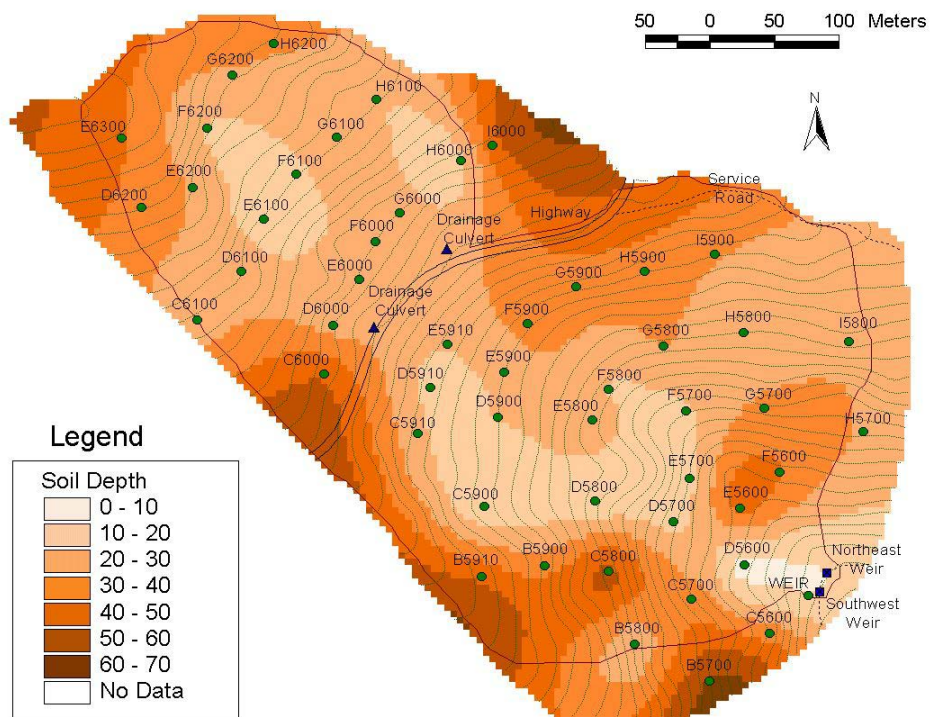 50 0 50 100 Meters
N
H6200
G6200
H6100
F6200
G6100
E6300
I6000
H6000
F6100
E6200
D6200
E6100
G6000
Service
Road
Highway
Drainage
Culvert
F6000
I5900
D6100
H5900
E6000
G5900
Drainage
Culvert
C6100
D6000
F5900
H5800
G5800
I5800
E5910
C6000
E5900
D5910
F5800
G5700
F5700
D5900
E5800
C5910
H5700
F5600
E5700
E5600
C5900
D5800
D5700
D5600
Northeast
Weir
B5910
B5900
C5800
WEIR
C5700
Southwest
Weir
C5600
B5800
B5700
Legend
Soil Depth
0 - 10
10 - 20
20 - 30
30 - 40
40 - 50
50 - 60
60 - 70
No Data